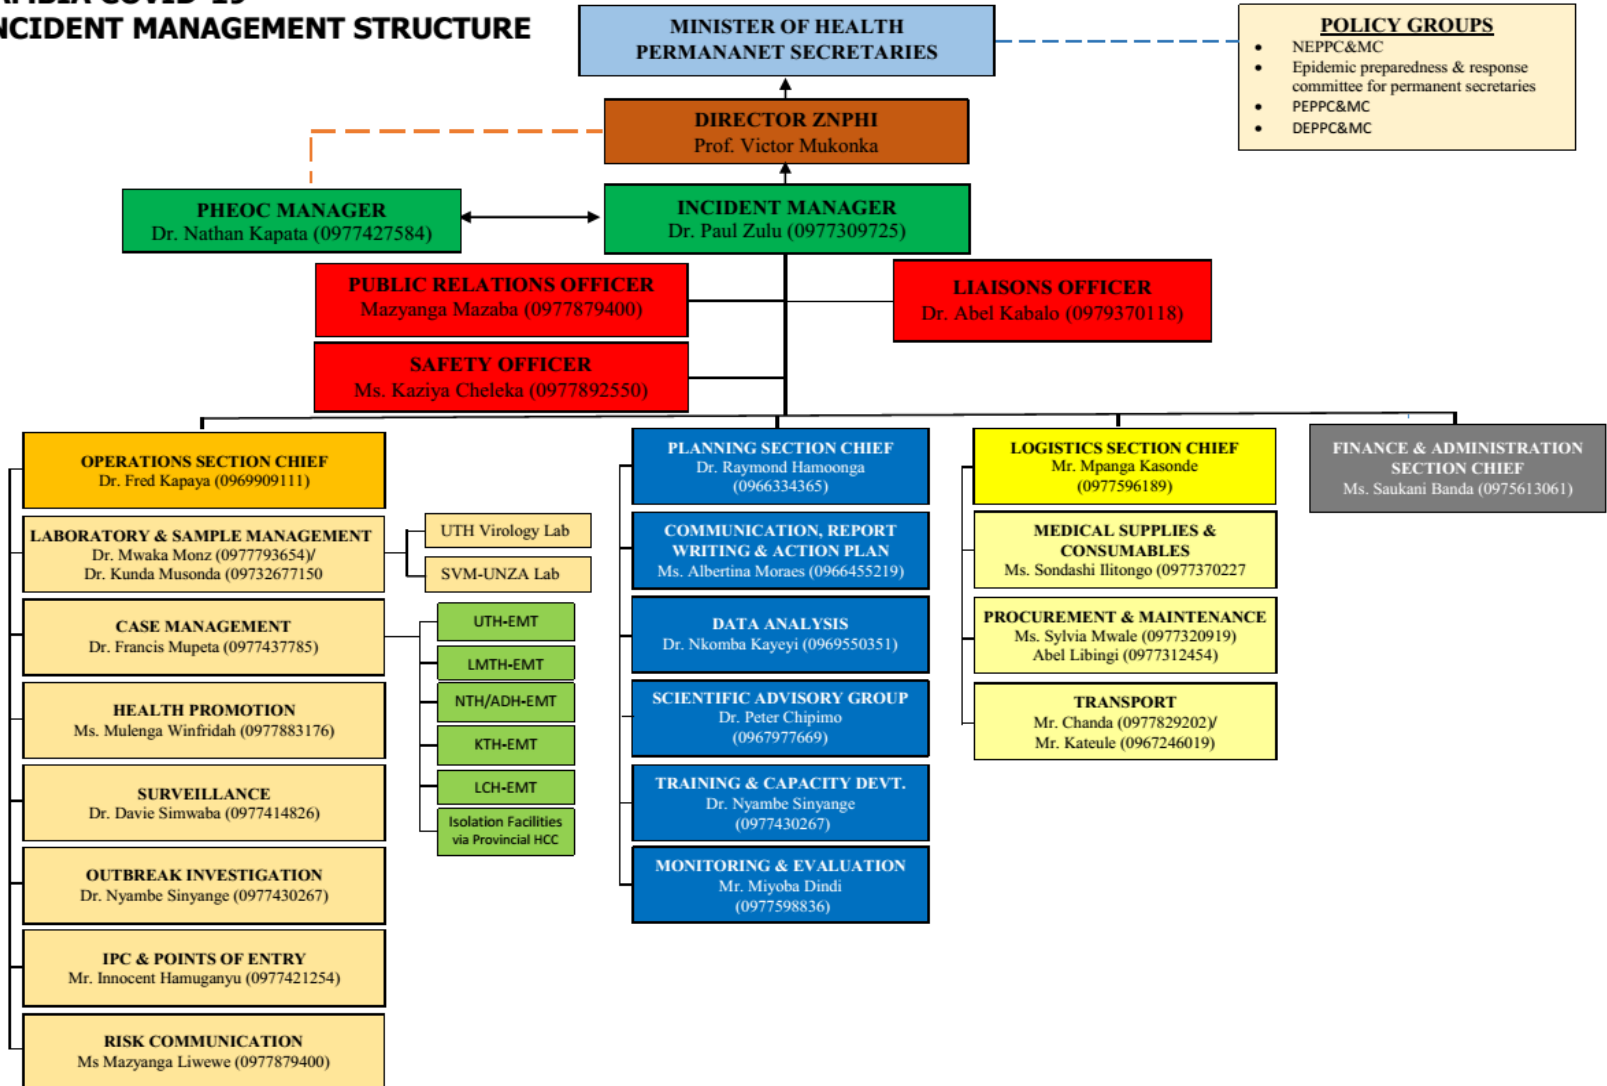 AMBIA COVID-19
NCIDENT MANAGEMENT STRUCTURE
MINISTER OF HEALTH
PERMANANET SECRETARIES
POLICY GROUPS
• NEPPC&MC
• Epidemic preparedness & response
committee for permanent secretaries
• PEPPC&MC
• DEPPC&MC
DIRECTOR ZNPHI
Prof. Victor Mukonka
PHEOC MANAGER
Dr. Nathan Kapata (0977427584)
INCIDENT MANAGER
Dr. Paul Zulu (0977309725)
PUBLIC RELATIONS OFFICER
Mazyanga Mazaba (0977879400)
LIAISONS OFFICER
Dr. Abel Kabalo (0979370118)
SAFETY OFFICER
Ms. Kaziya Cheleka (0977892550)
OPERATIONS SECTION CHIEF
Dr. Fred Kapaya (0969909111)
LABORATORY & SAMPLE MANAGEMENT
Dr. Mwaka Monz (0977793654)/
Dr. Kunda Musonda (09732677150
UTH Virology Lab
SVM-UNZA Lab
CASE MANAGEMENT
Dr. Francis Mupeta (0977437785)
UTH-EMT
LMTH-EMT
NTH/ADH-EMT
KTH-EMT
LCH-EMT
Isolation Facilities
via Provincial HCC
HEALTH PROMOTION
Ms. Mulenga Winfridah (0977883176)
SURVEILLANCE
Dr. Davie Simwaba (0977414826)
OUTBREAK INVESTIGATION
Dr. Nyambe Sinyange (0977430267)
IPC & POINTS OF ENTRY
Mr. Innocent Hamuganyu (0977421254)
RISK COMMUNICATION
Ms Mazyanga Liwewe (0977879400)
PLANNING SECTION CHIEF
Dr. Raymond Hamoonga
(0966334365)
COMMUNICATION, REPORT
WRITING & ACTION PLAN
Ms. Albertina Moraes (0966455219)
DATA ANALYSIS
Dr. Nkomba Kayeyi (0969550351)
SCIENTIFIC ADVISORY GROUP
Dr. Peter Chipimo
(0967977669)
TRAINING & CAPACITY DEVT.
Dr. Nyambe Sinyange
(0977430267)
MONITORING & EVALUATION
Mr. Miyoba Dindi
(0977598836)
LOGISTICS SECTION CHIEF
Mr. Mpanga Kasonde
(0977596189)
MEDICAL SUPPLIES &
CONSUMABLES
Ms. Sondashi Ilitongo (0977370227
PROCUREMENT & MAINTENANCE
Ms. Sylvia Mwale (0977320919)
Abel Libingi (0977312454)
TRANSPORT
Mr. Chanda (0977829202)/
Mr. Kateule (0967246019)
FINANCE & ADMINISTRATION
SECTION CHIEF
Ms. Saukani Banda (0975613061)